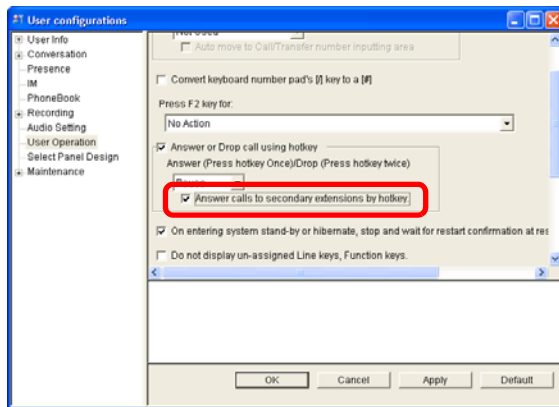 User configurations
User Info
Conversation
Presence
IM
PhoneBook
Recording
Audio Setting
User Operation
Select Panel Design
Maintenance
Not Used
Auto move to Call/Transfer number inputting area
Convert keyboard number pad's [/] key to a [#]
Press F2 key for:
No Action
Answer or Drop call using hotkey
Answer (Press hotkey Once)/Drop (Press hotkey twice)
Pause
Answer calls to secondary extensions by hotkey
On entering system stand-by or hibernate, stop and wait for restart confirmation at res
Do not display un-assigned Line keys, Function keys.
OK Cancel Apply Default